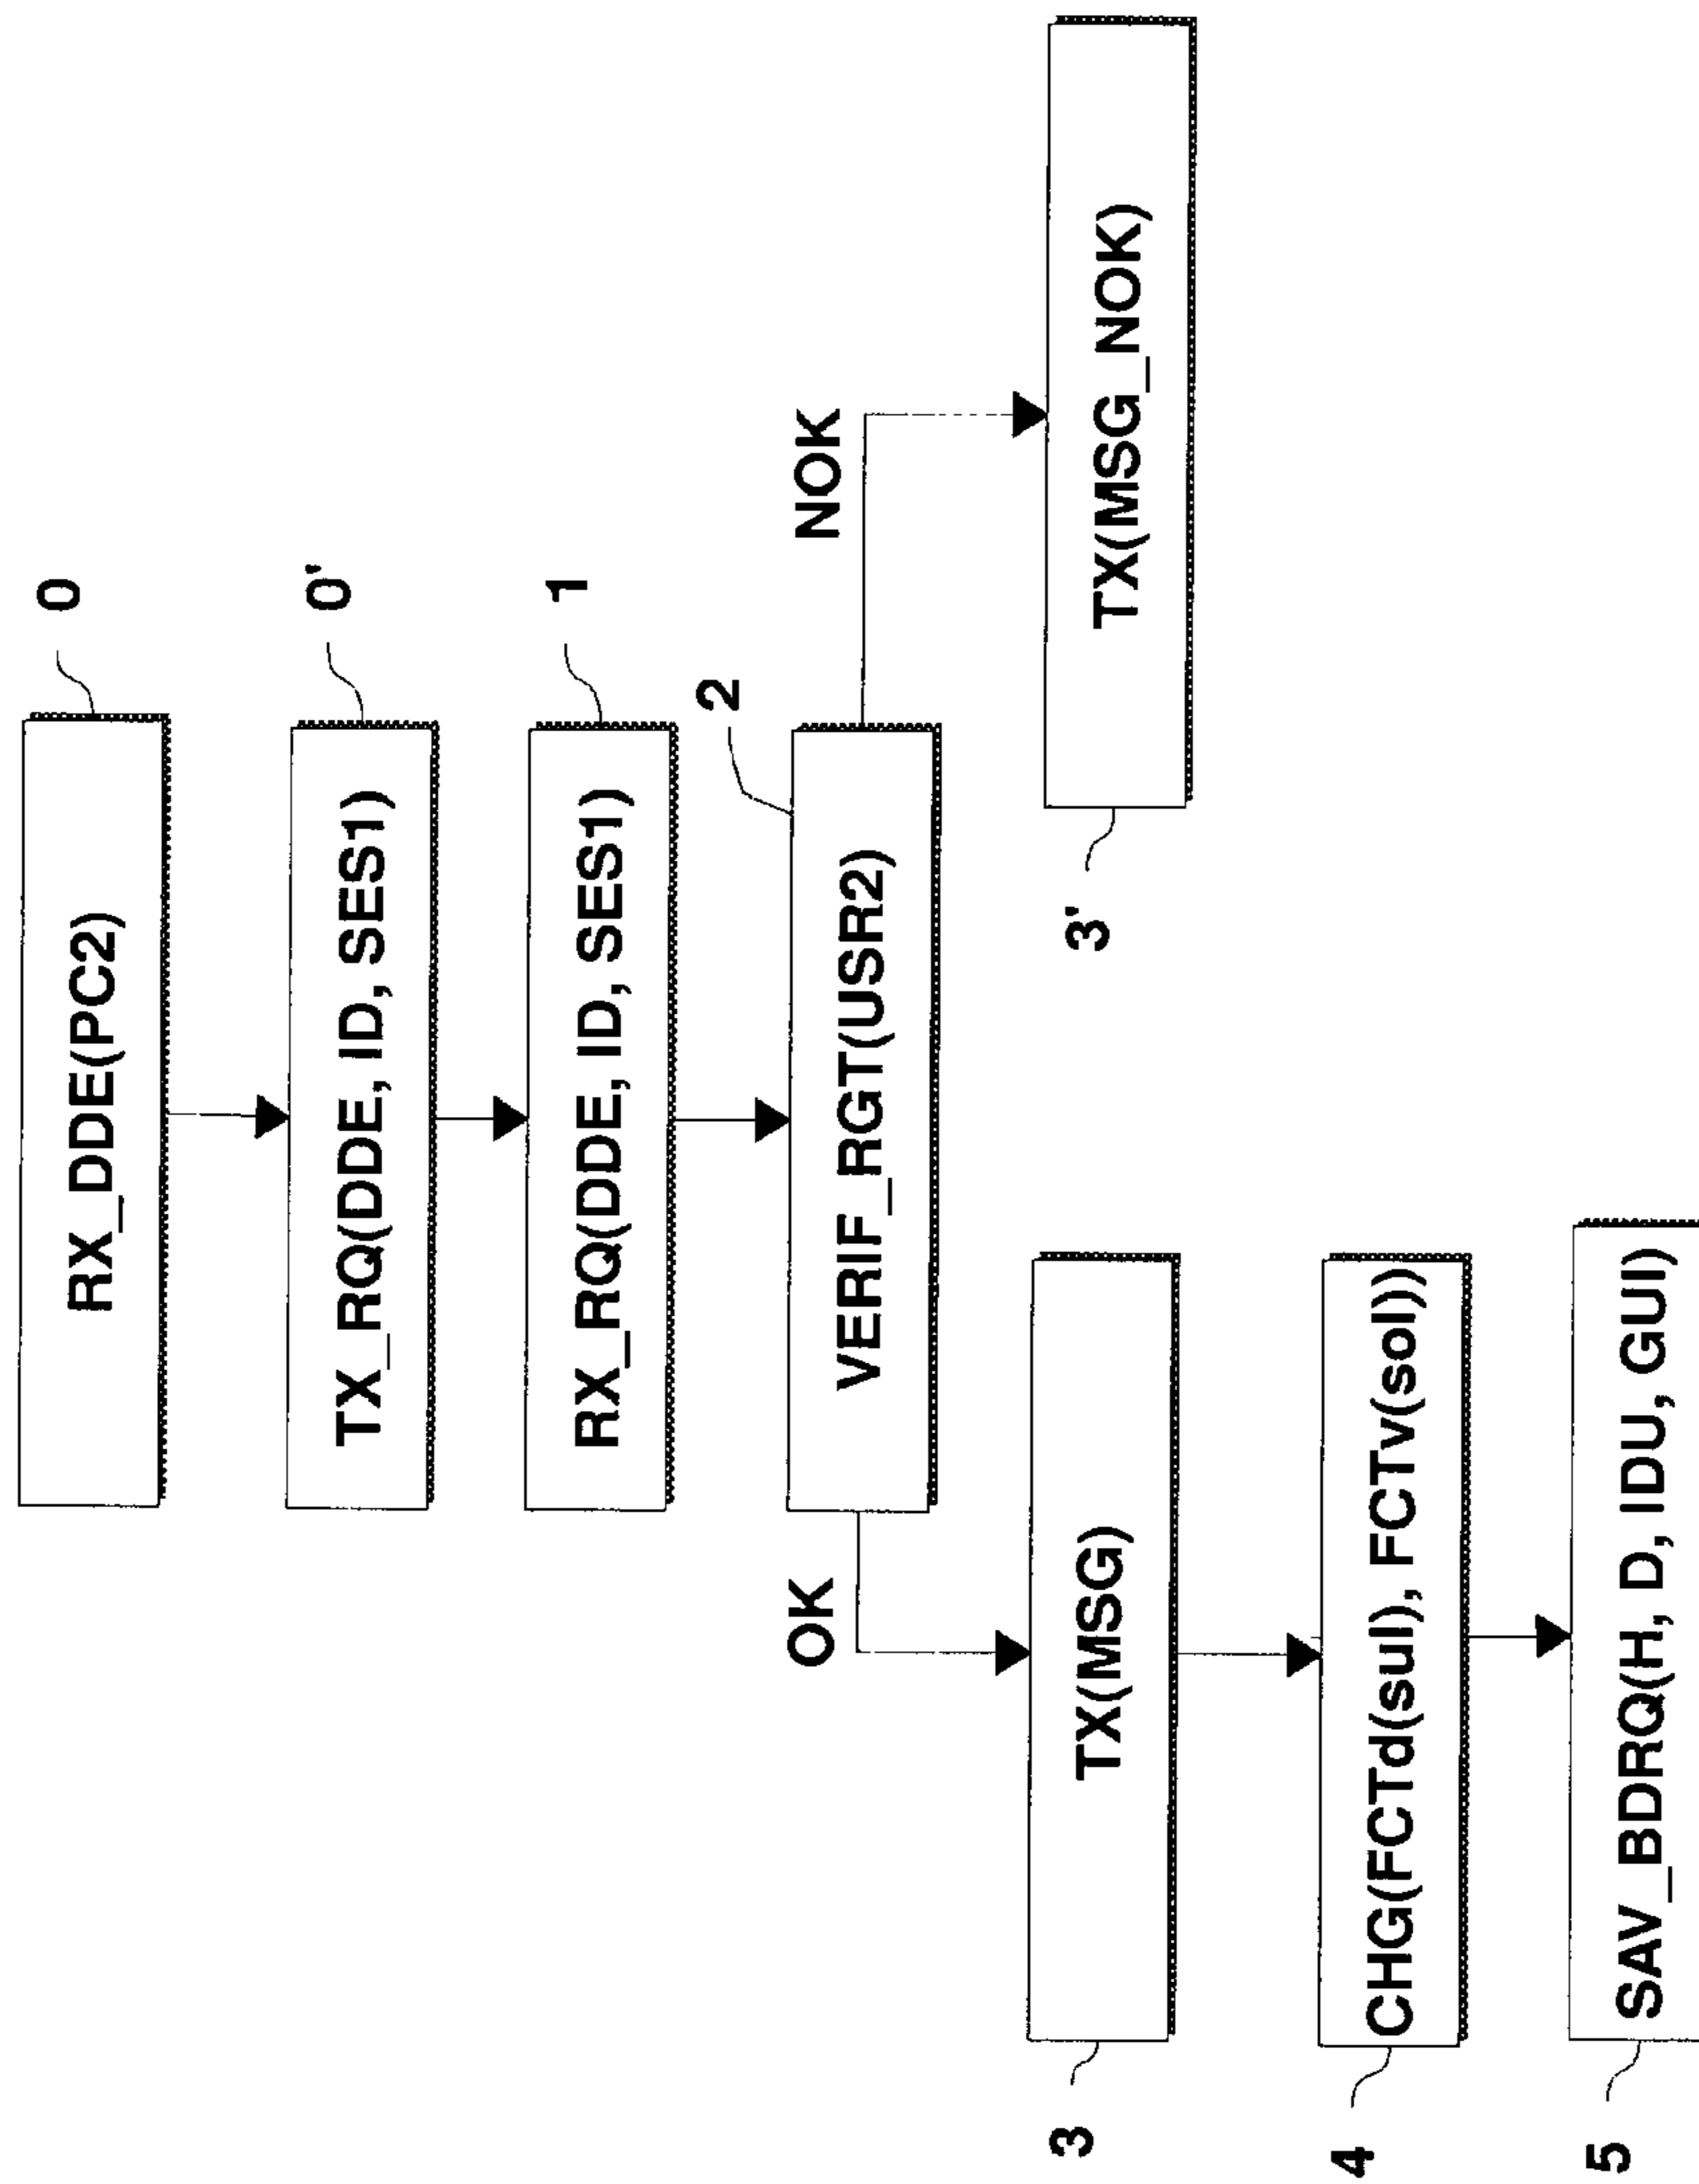 RX_DDE(PC2)
0
TX_RQ(DDE, ID, SES1)
0'
RX_RQ(DDE, ID, SES1)
1
2
VERIF_RGT(USR2)
OK
NOK
3
TX(MSG)
3'
TX(MSG_NOK)
4
CHG(FCTd(sul), FCTv(sol))
5
SAV_BDRQ(H, D, IDU, GUI)